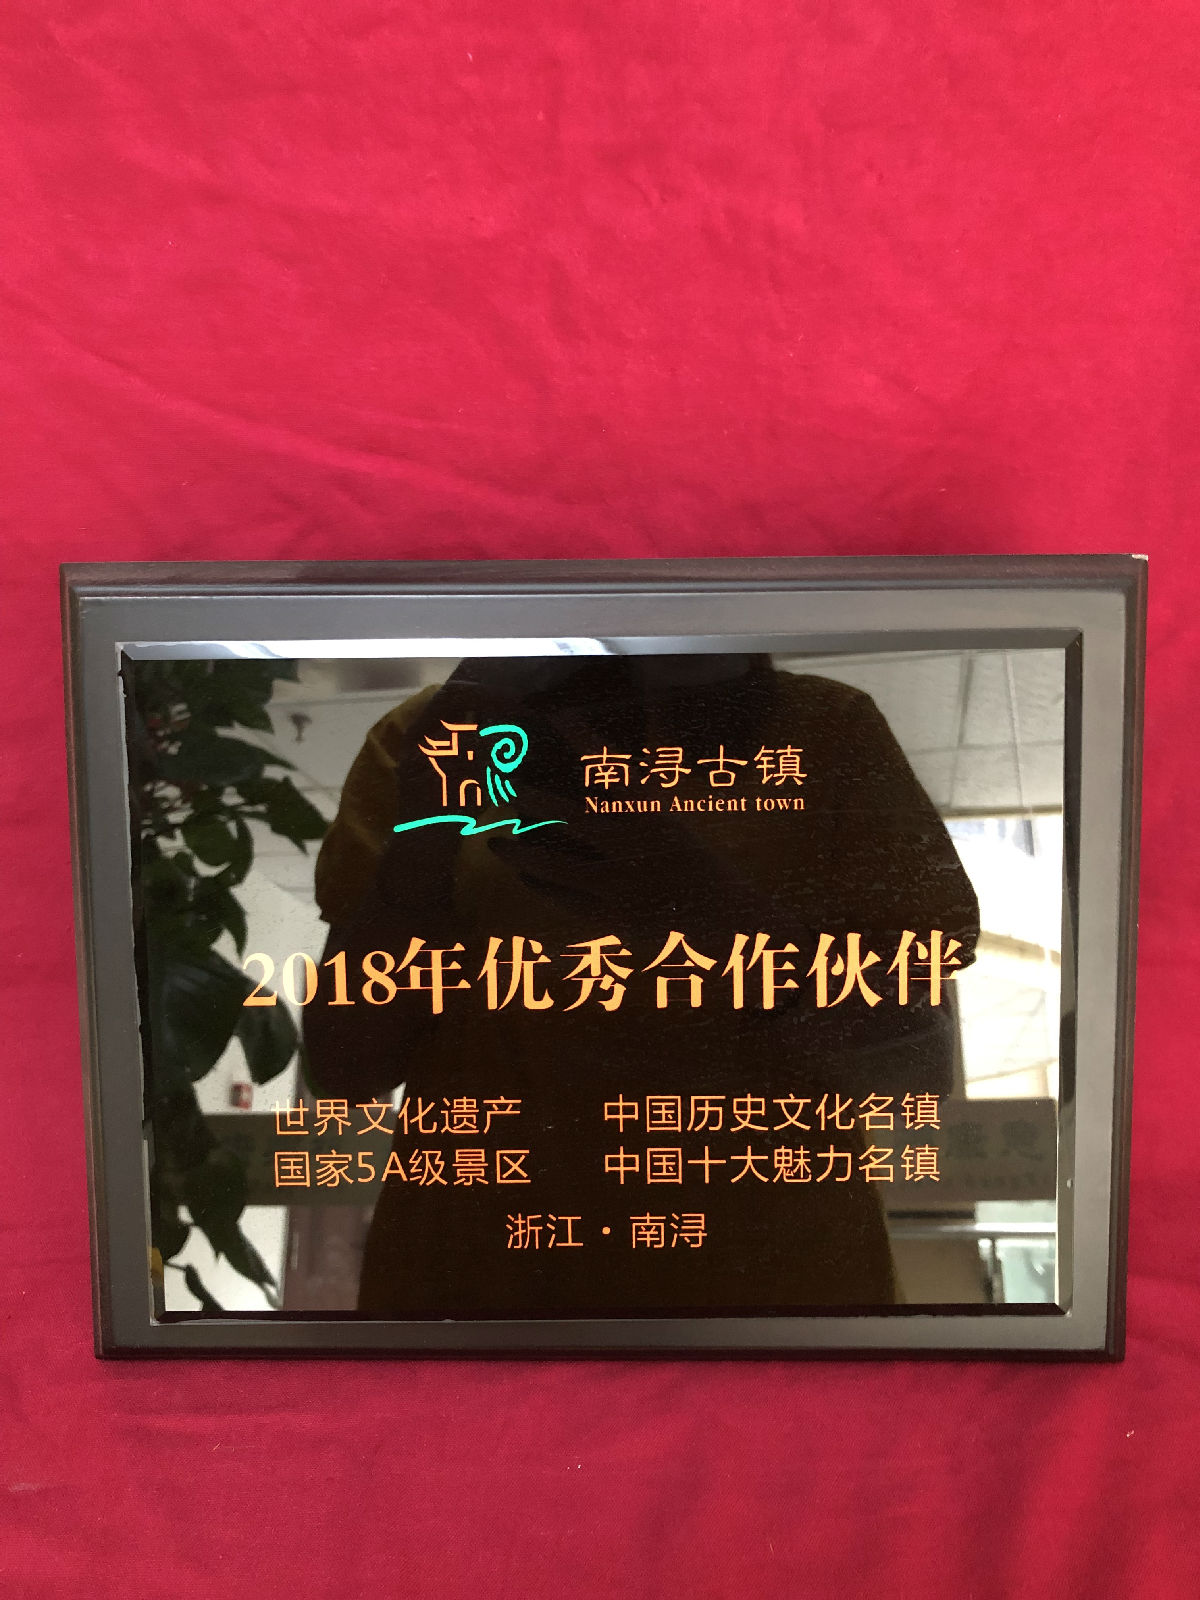 南浔古镇
Nanxun Ancient town
2018年优秀合作伙伴
世界文化遗产 中国历史文化名镇
国家5A级景区 中国十大魅力名镇
浙江·南浔